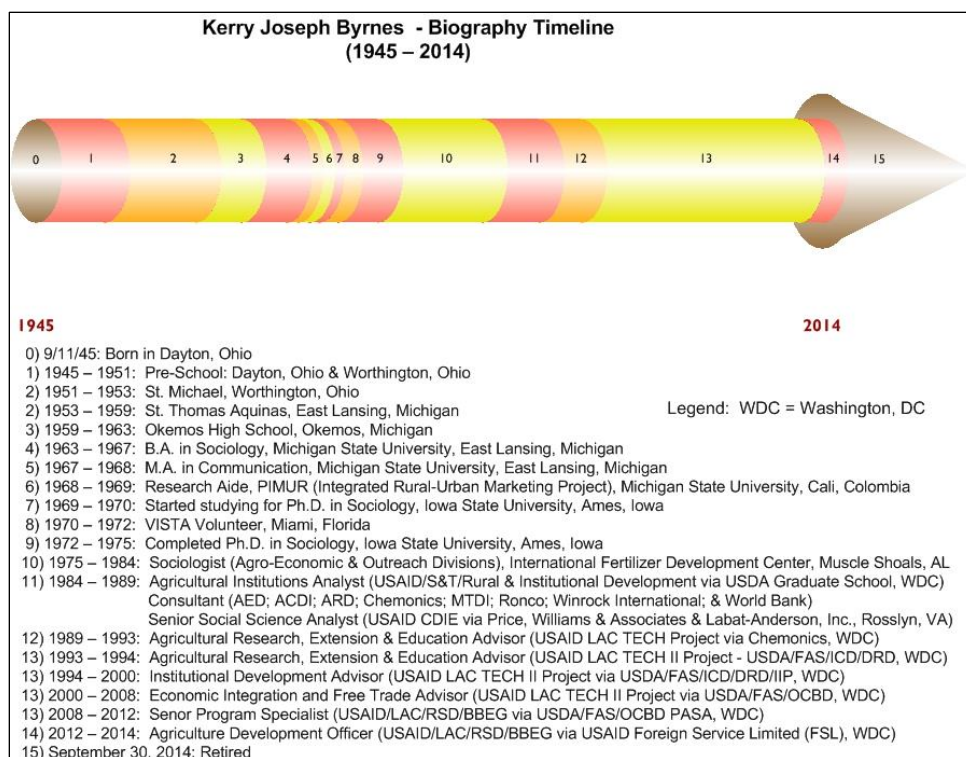 Kerry Joseph Byrnes - Biography Timeline
(1945 – 2014)
0 1 2 3 4 5 6 7 8 9 10 11 12 13 14 15
1945 2014
0) 9/11/45: Born in Dayton, Ohio
1) 1945 – 1951: Pre-School: Dayton, Ohio & Worthington, Ohio
2) 1951 – 1953: St. Michael, Worthington, Ohio
2) 1953 – 1959: St. Thomas Aquinas, East Lansing, Michigan
Legend: WDC = Washington, DC
3) 1959 – 1963: Okemos High School, Okemos, Michigan
4) 1963 – 1967: B.A. in Sociology, Michigan State University, East Lansing, Michigan
5) 1967 – 1968: M.A. in Communication, Michigan State University, East Lansing, Michigan
6) 1968 – 1969: Research Aide, PIMUR (Integrated Rural-Urban Marketing Project), Michigan State University, Cali, Colombia
7) 1969 – 1970: Started studying for Ph.D. in Sociology, Iowa State University, Ames, Iowa
8) 1970 – 1972: VISTA Volunteer, Miami, Florida
9) 1972 – 1975: Completed Ph.D. in Sociology, Iowa State University, Ames, Iowa
10) 1975 – 1984: Sociologist (Agro-Economic & Outreach Divisions), International Fertilizer Development Center, Muscle Shoals, AL
11) 1984 – 1989: Agricultural Institutions Analyst (USAID/S&T/Rural & Institutional Development via USDA Graduate School, WDC)
Consultant (AED; ACDI; ARD; Chemonics; MTDI; Ronco; Winrock International; & World Bank)
Senior Social Science Analyst (USAID CDIE via Price, Williams & Associates & Labat-Anderson, Inc., Rosslyn, VA)
12) 1989 – 1993: Agricultural Research, Extension & Education Advisor (USAID LAC TECH Project via Chemonics, WDC)
13) 1993 – 1994: Agricultural Research, Extension & Education Advisor (USAID LAC TECH II Project - USDA/FAS/ICD/DRD, WDC)
13) 1994 – 2000: Institutional Development Advisor (USAID LAC TECH II Project via USDA/FAS/ICD/DRD/IIP, WDC)
13) 2000 – 2008: Economic Integration and Free Trade Advisor (USAID LAC TECH II Project via USDA/FAS/OCBD, WDC)
13) 2008 – 2012: Senor Program Specialist (USAID/LAC/RSD/BBEG via USDA/FAS/OCBD PASA, WDC)
14) 2012 – 2014: Agriculture Development Officer (USAID/LAC/RSD/BBEG via USAID Foreign Service Limited (FSL), WDC)
15) September 30, 2014: Retired